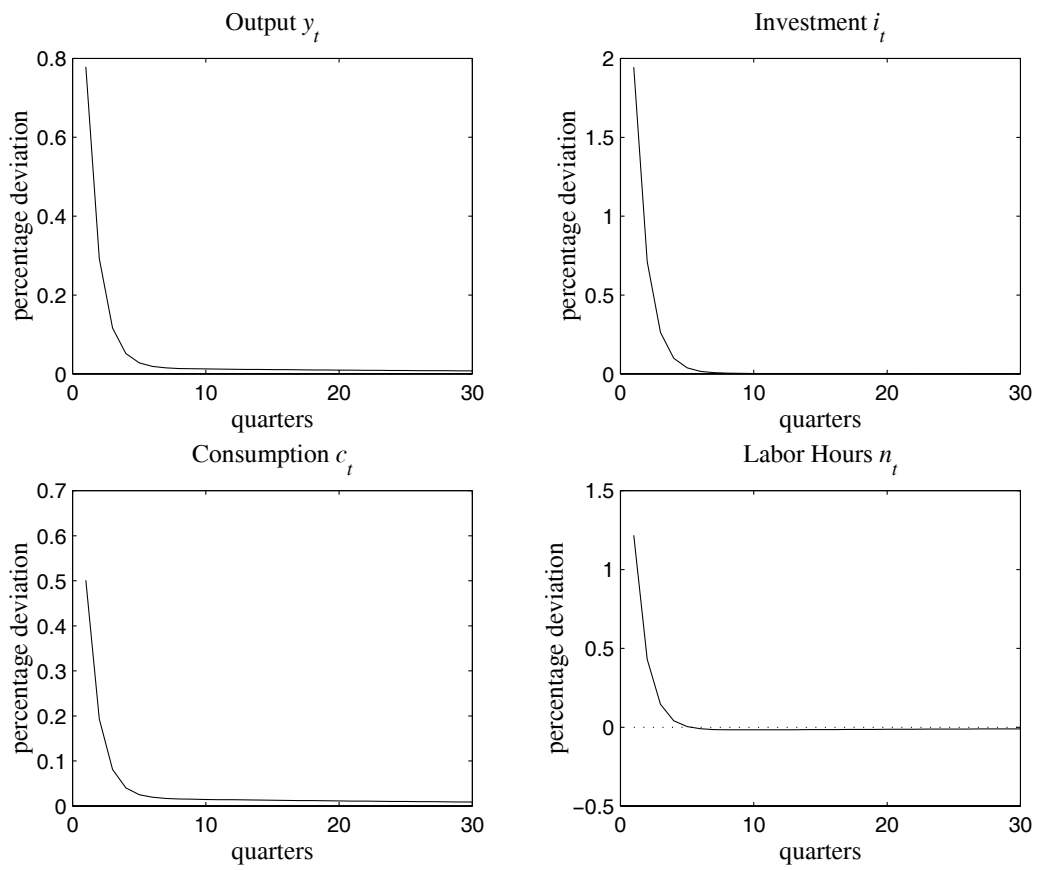 Output y_t
percentage deviation
0.8
0.6
0.4
0.2
0
0 10 20 30
quarters
Investment i_t
percentage deviation
2
1.5
1
0.5
0
0 10 20 30
quarters
Consumption c_t
percentage deviation
0.7
0.6
0.5
0.4
0.3
0.2
0.1
0
0 10 20 30
quarters
Labor Hours n_t
percentage deviation
1.5
1
0.5
0
−0.5
0 10 20 30
quarters